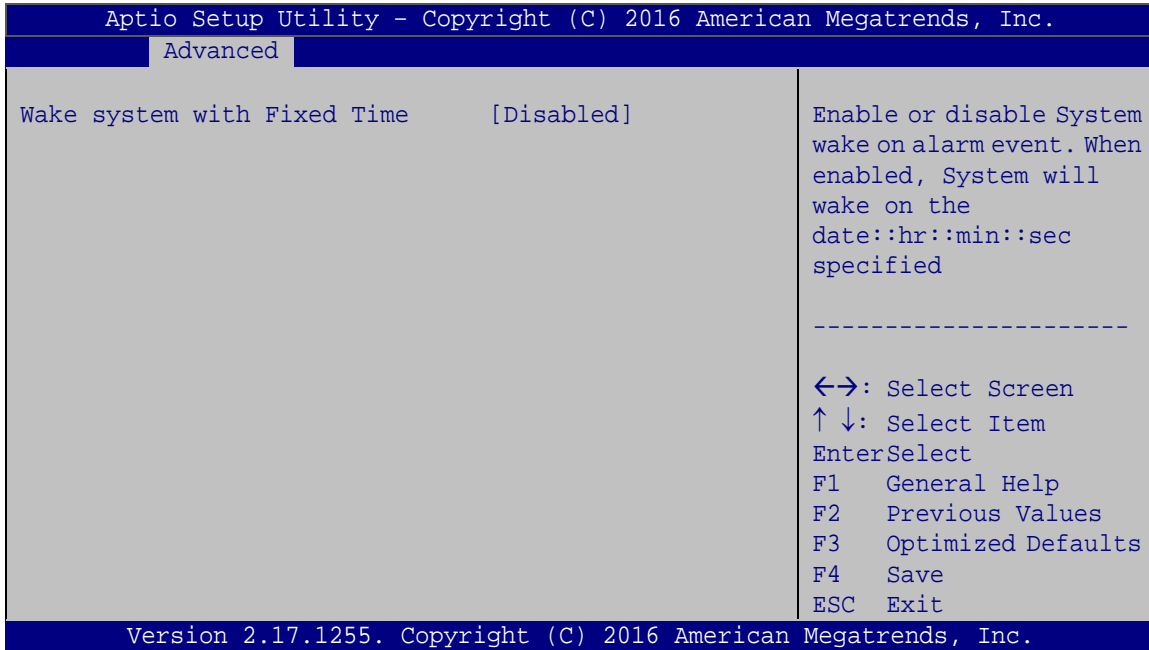 Aptio Setup Utility – Copyright (C) 2016 American Megatrends, Inc.
Advanced
Wake system with Fixed Time [Disabled]
Enable or disable System
wake on alarm event. When
enabled, System will
wake on the
date::hr::min::sec
specified
----------------------
←→: Select Screen
↑ ↓: Select Item
EnterSelect
F1 General Help
F2 Previous Values
F3 Optimized Defaults
F4 Save
ESC Exit
Version 2.17.1255. Copyright (C) 2016 American Megatrends, Inc.